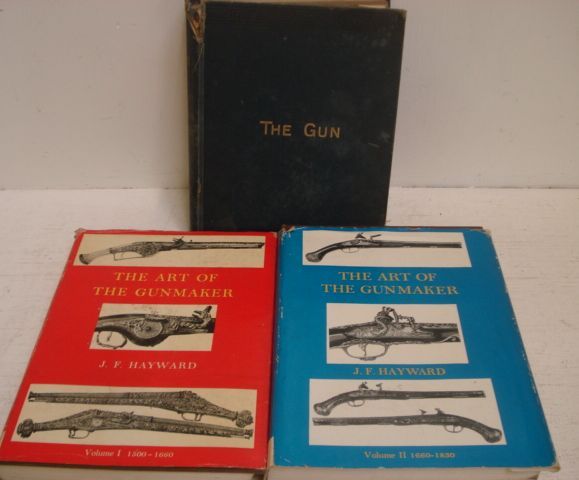 THE GUN
THE ART OF
THE GUNMAKER
J. F. HAYWARD
Volume I 1500-1660
THE ART OF
THE GUNMAKER
J. F. HAYWARD
Volume II 1660-1830